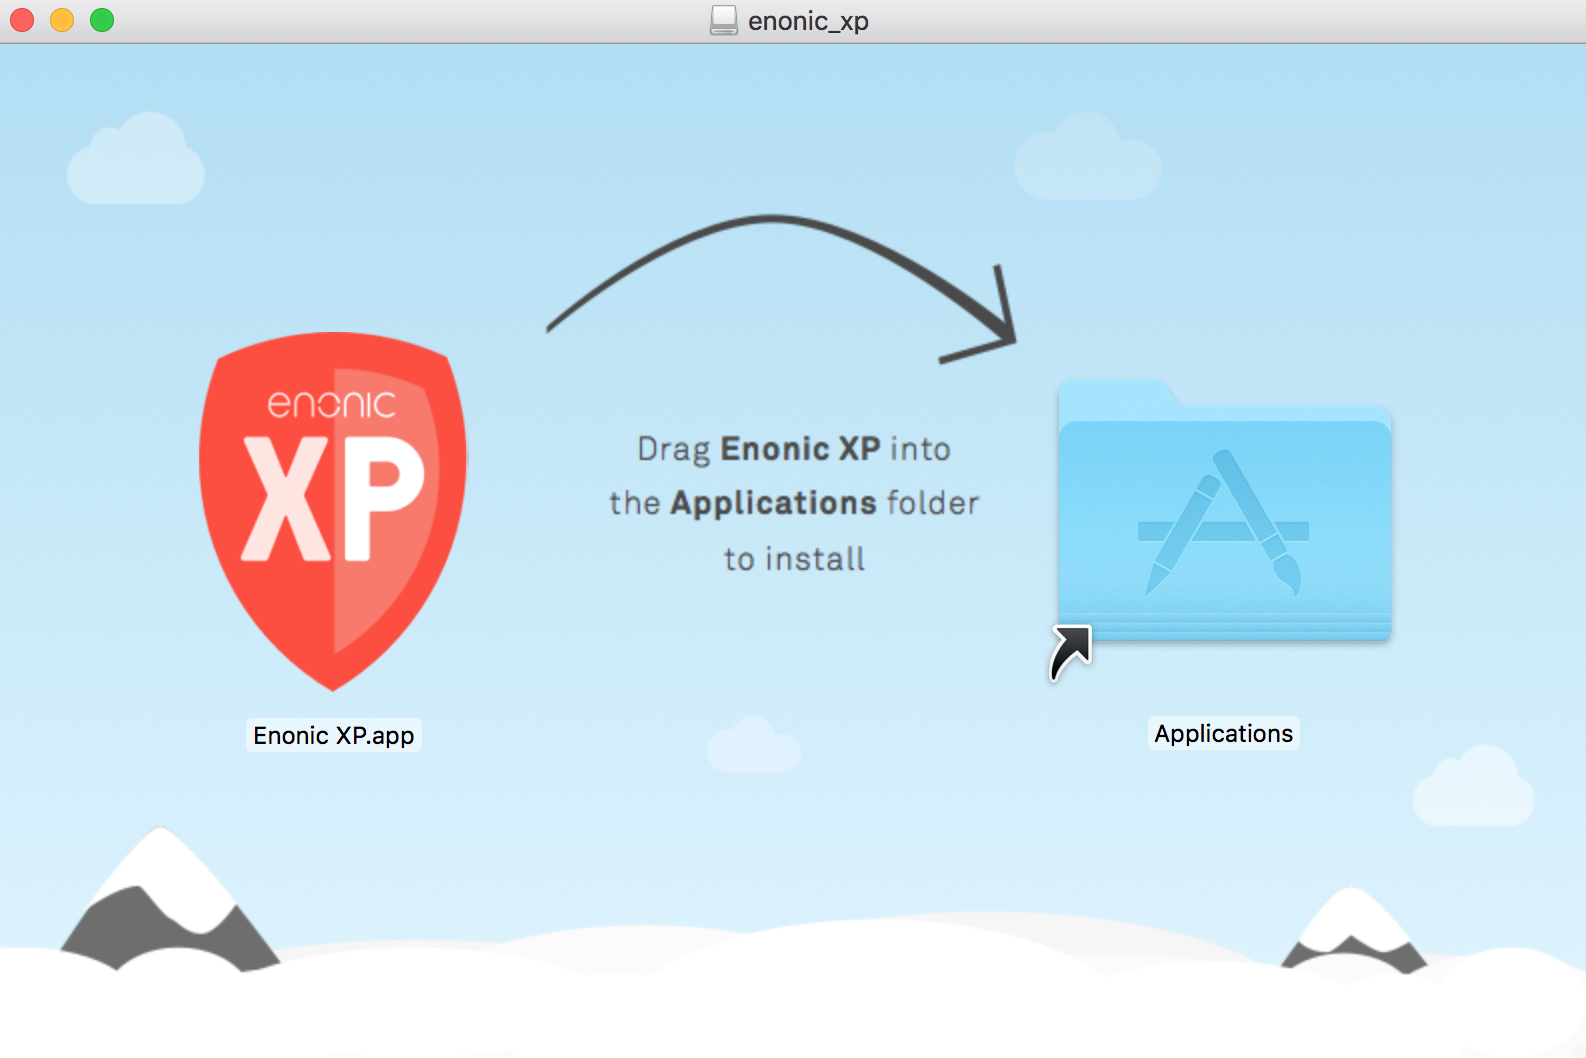 enonic_xp
enonic
XP
Drag Enonic XP into
the Applications folder
to install
Enonic XP.app
Applications